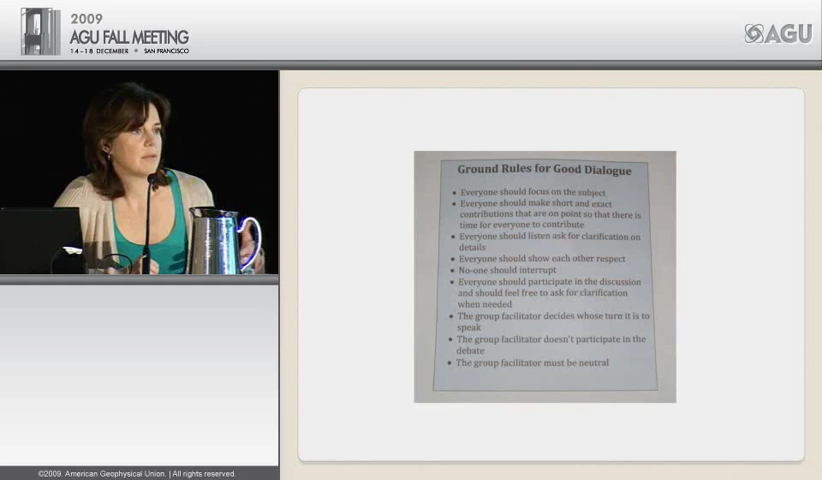 2009
AGU FALL MEETING
14-18 DECEMBER • SAN FRANCISCO
AGU
Ground Rules for Good Dialogue
• Everyone should focus on the subject
• Everyone should make short and exact
contributions that are on point so that there is
time for everyone to contribute
• Everyone should listen ask for clarification on
details
• Everyone should show each other respect
• No-one should interrupt
• Everyone should participate in the discussion
and should feel free to ask for clarification
when needed
• The group facilitator decides whose turn it is to
speak
• The group facilitator doesn't participate in the
debate
• The group facilitator must be neutral
©2009. American Geophysical Union. | All rights reserved.